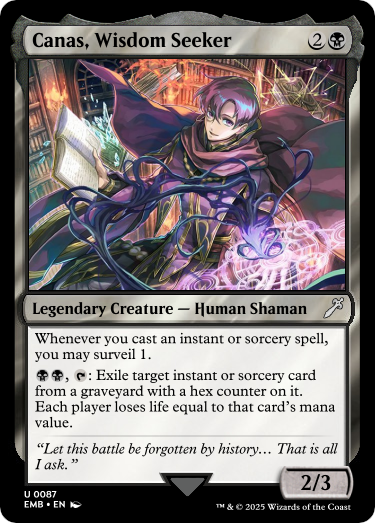 Canas, Wisdom Seeker 2
Legendary Creature — Human Shaman
Whenever you cast an instant or sorcery spell,
you may surveil 1.
, : Exile target instant or sorcery card
from a graveyard with a hex counter on it.
Each player loses life equal to that card's mana
value.
“Let this battle be forgotten by history… That is all
I ask.”
2/3
U 0087
EMB • EN
™ & © 2025 Wizards of the Coast